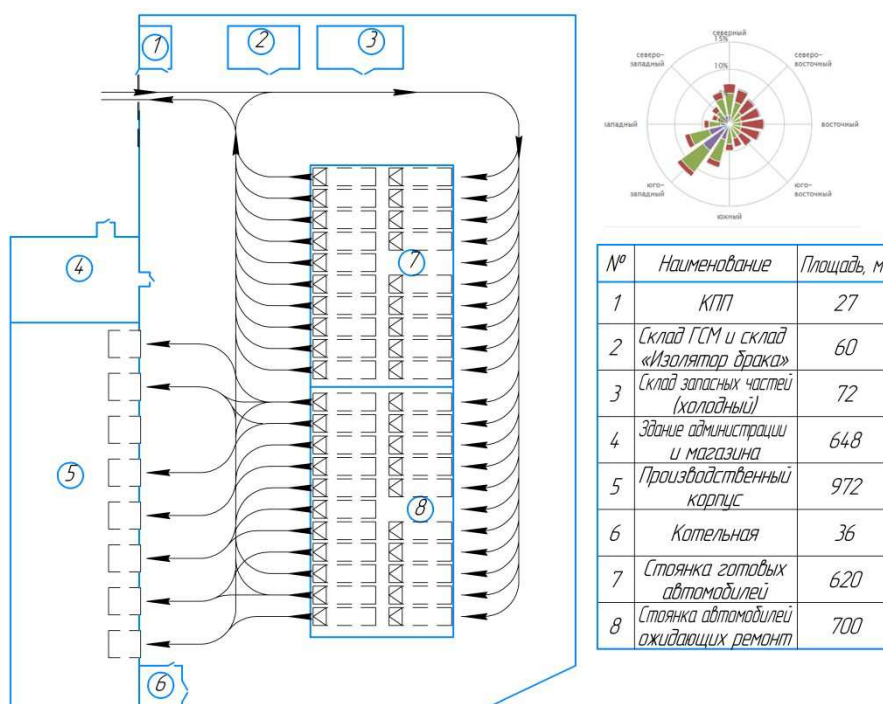 1
2
3
4
5
6
7
8
северный
15%
10%
северо-
западный
северо-
восточный
западный
восточный
юго-
западный
юго-
восточный
южный
№ Наименование Площадь, м
1 КПП 27
2 Склад ГСМ и склад
«Изолятор брака» 60
3 Склад запасных частей
(холодный) 72
4 Здание администрации
и магазина 648
5 Производственный
корпус 972
6 Котельная 36
7 Стоянка готовых
автомобилей 620
8 Стоянка автомобилей
ожидающих ремонт 700